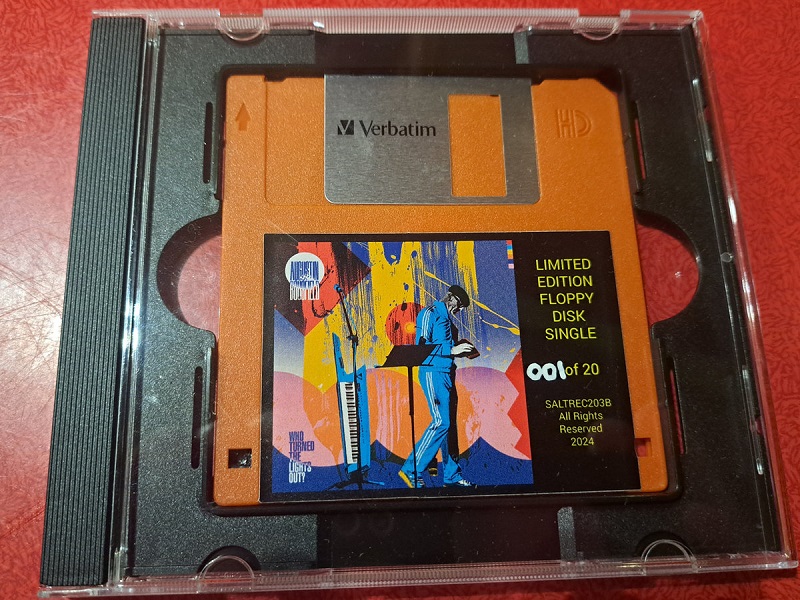 Verbatim
HD
AUGUSTIN
LIMITED
EDITION
FLOPPY
DISK
SINGLE
001 of 20
SALTREC203B
All Rights
Reserved
2024
WHO
TURNED
THE
LIGHTS
OUT?